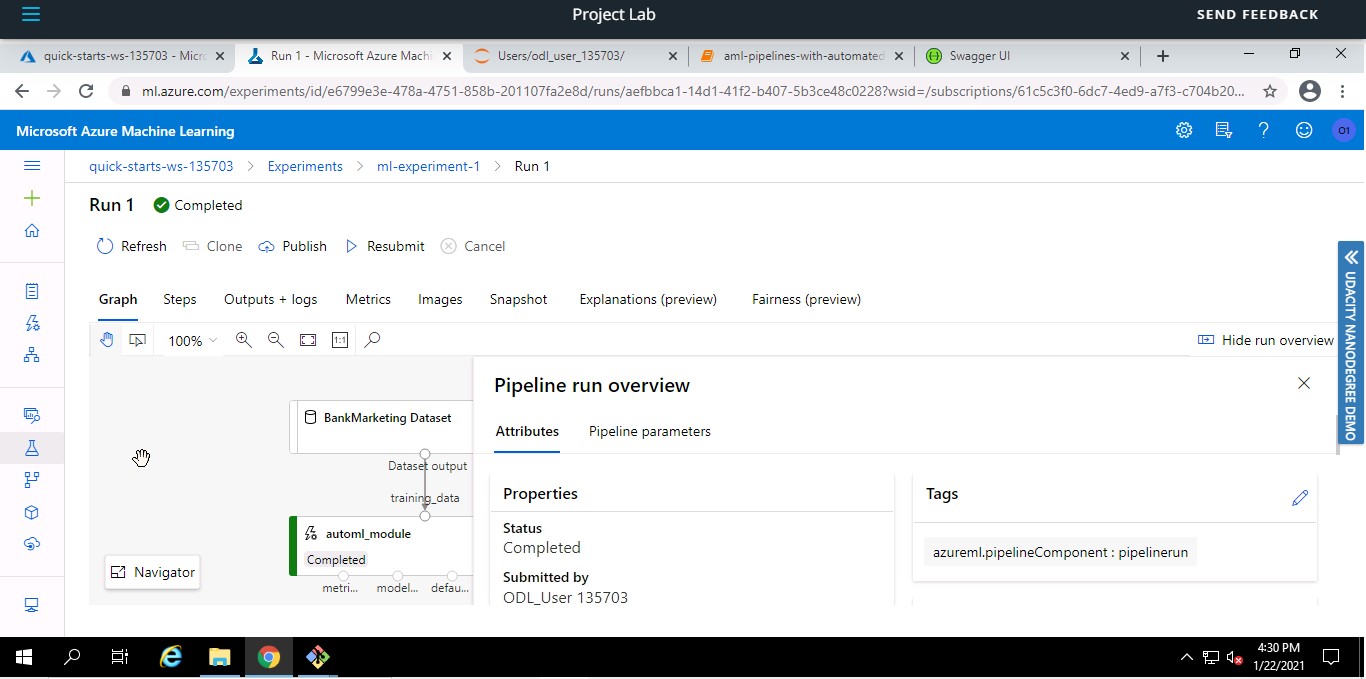 Project Lab
SEND FEEDBACK
quick-starts-ws-135703 - Micr
Run 1 - Microsoft Azure Machi
Users/odl_user_135703/
aml-pipelines-with-automated
Swagger UI
ml.azure.com/experiments/id/e6799e3e-478a-4751-858b-201107fa2e8d/runs/aefbbca1-14d1-41f2-b407-5b3ce48c0228?wsid=/subscriptions/61c5c3f0-6dc7-4ed9-a7f3-c704b20...
Microsoft Azure Machine Learning
O1
quick-starts-ws-135703 > Experiments > ml-experiment-1 > Run 1
Run 1 Completed
Refresh Clone Publish Resubmit Cancel
Graph Steps Outputs + logs Metrics Images Snapshot Explanations (preview) Fairness (preview)
100% 1:1 Hide run overview
UDACITY NANODEGREE DEMO
BankMarketing Dataset
Dataset output
training_data
automl_module
Completed
metri... model... defau...
Navigator
Pipeline run overview
Attributes Pipeline parameters
Properties
Status
Completed
Submitted by
ODL_User 135703
Tags
azureml.pipelineComponent : pipelinerun
4:30 PM
1/22/2021